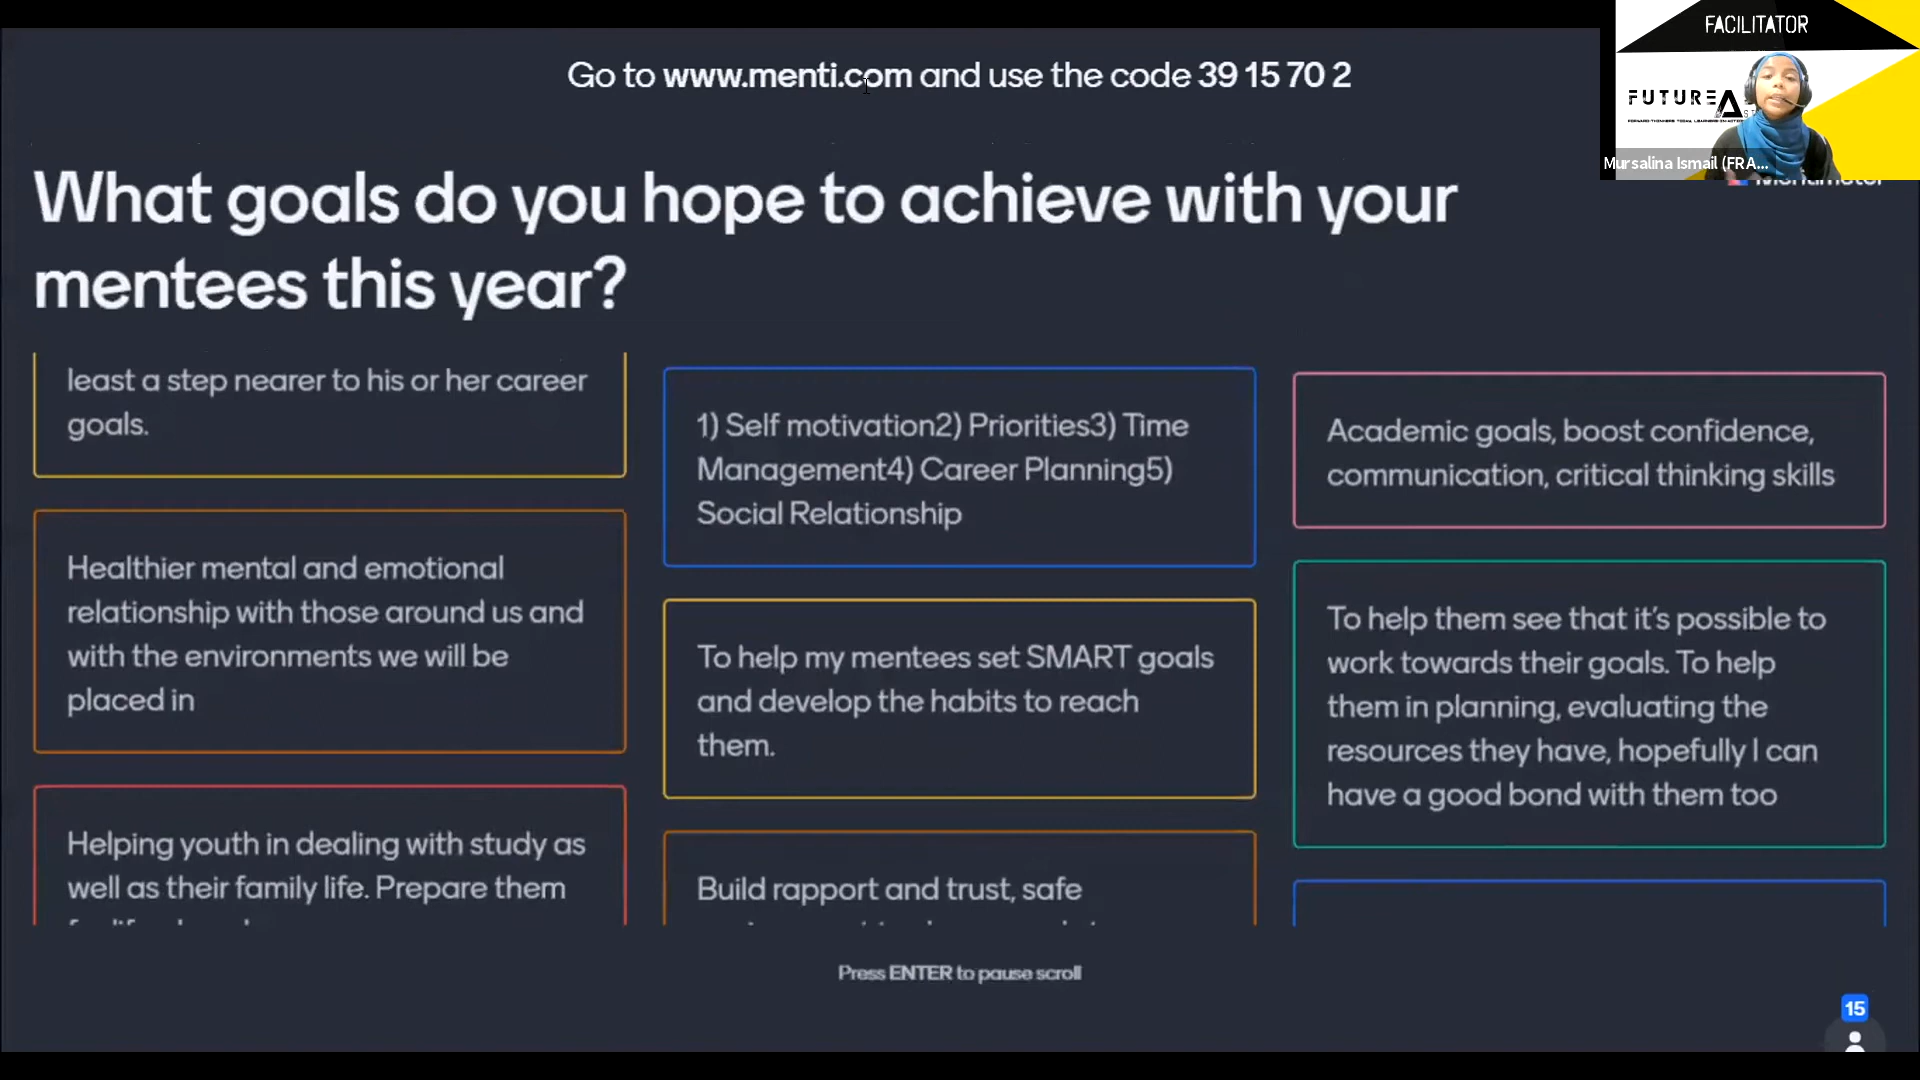 Go to www.menti.com and use the code 39 15 70 2
FACILITATOR
FUTURE
FORWARD-THINKERS TODAY, LEARNERS-IN-ACTION
Mursalina Ismail (FRA...
Mentimeter
What goals do you hope to achieve with your
mentees this year?
least a step nearer to his or her career
goals.
Healthier mental and emotional
relationship with those around us and
with the environments we will be
placed in
Helping youth in dealing with study as
well as their family life. Prepare them
1) Self motivation2) Priorities3) Time
Management4) Career Planning5)
Social Relationship
To help my mentees set SMART goals
and develop the habits to reach
them.
Build rapport and trust, safe
Academic goals, boost confidence,
communication, critical thinking skills
To help them see that it's possible to
work towards their goals. To help
them in planning, evaluating the
resources they have, hopefully I can
have a good bond with them too
Press ENTER to pause scroll
15